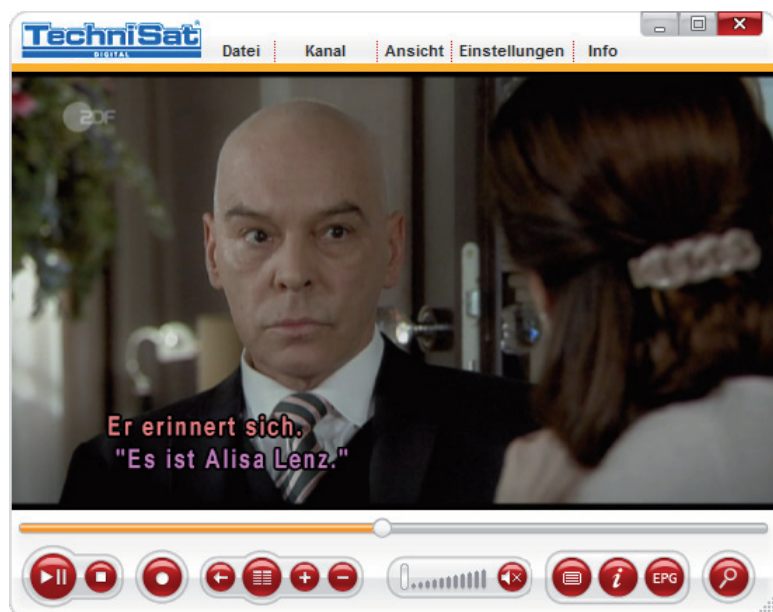 TechniSat
DIGITAL
Datei Kanal Ansicht Einstellungen Info
ZDF
Er erinnert sich.
"Es ist Alisa Lenz."
i EPG